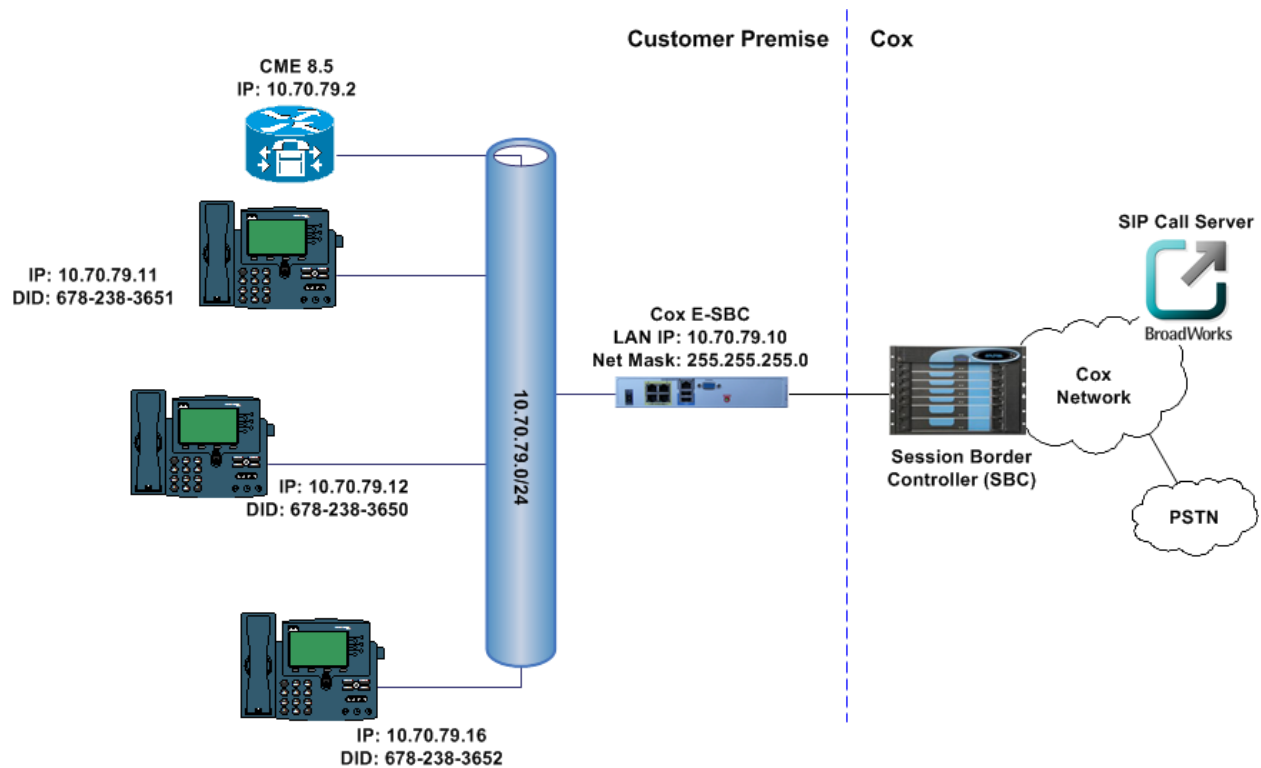 Customer Premise
Cox
CME 8.5
IP: 10.70.79.2
IP: 10.70.79.11
DID: 678-238-3651
IP: 10.70.79.12
DID: 678-238-3650
IP: 10.70.79.16
DID: 678-238-3652
10.70.79.0/24
Cox E-SBC
LAN IP: 10.70.79.10
Net Mask: 255.255.255.0
Session Border
Controller (SBC)
Cox
Network
SIP Call Server
BroadWorks
PSTN